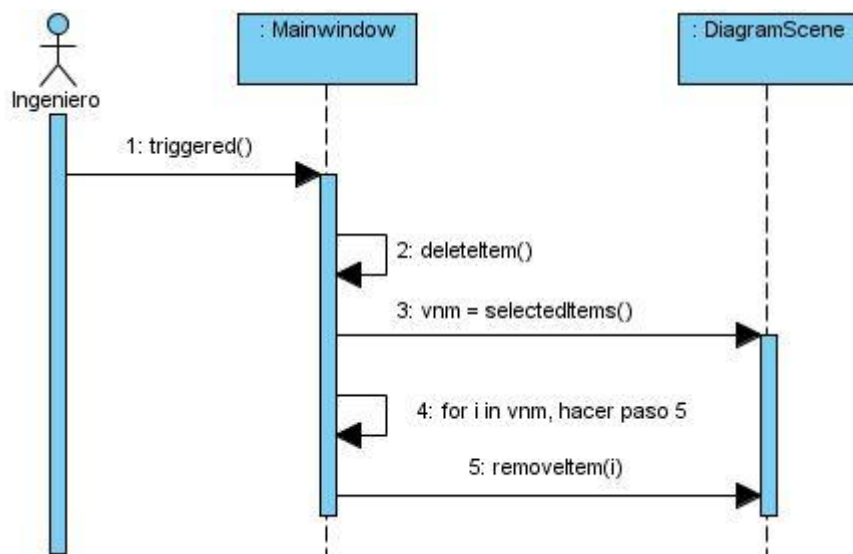 : Mainwindow
: DiagramScene
Ingeniero
1: triggered()
2: deleteItem()
3: vnm = selectedItems()
4: for i in vnm, hacer paso 5
5: removeItem(i)